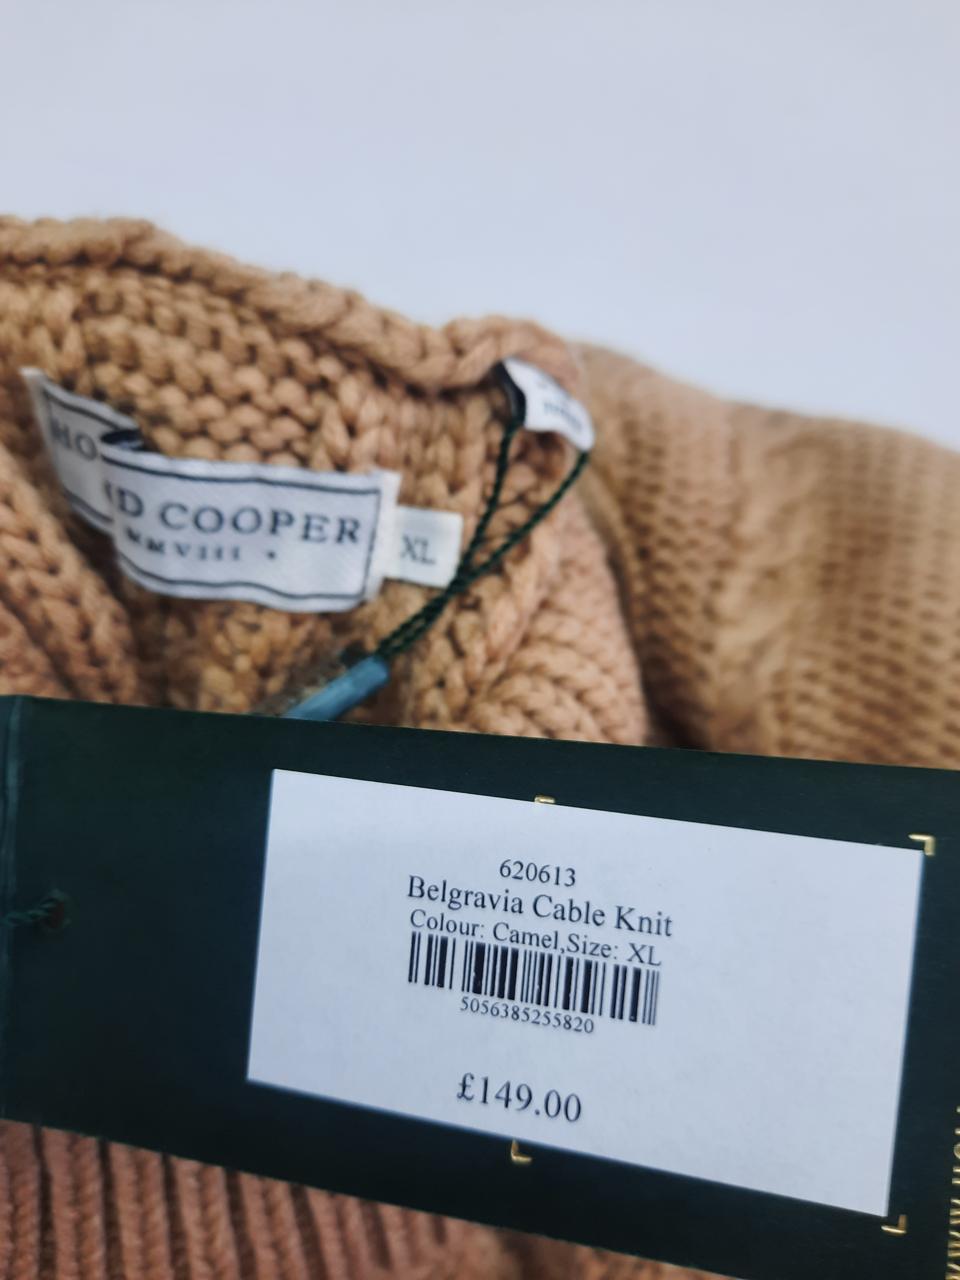 HO
D COOPER
MMVIII •
XL
620613
Belgravia Cable Knit
Colour: Camel,Size: XL
5056385255820
£149.00